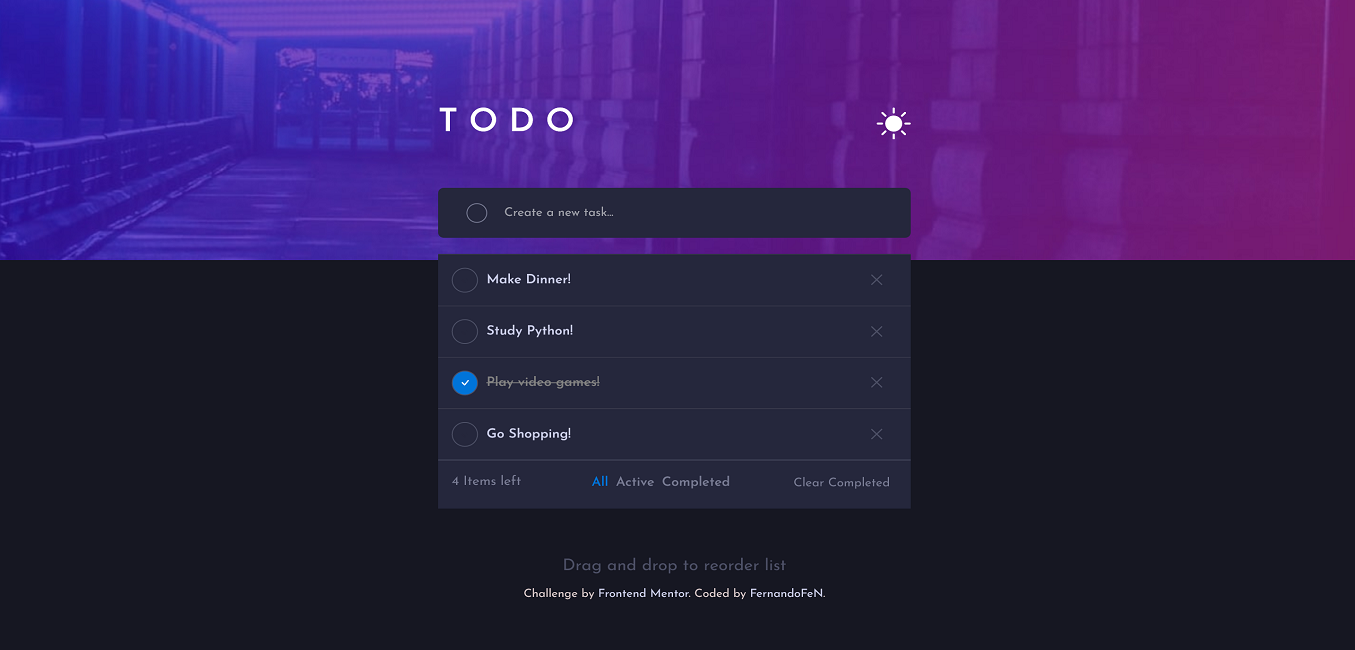 TODO
Create a new task...
Make Dinner!
Study Python!
Play video games!
Go Shopping!
4 Items left All Active Completed Clear Completed
Drag and drop to reorder list
Challenge by Frontend Mentor. Coded by FernandoFeN.